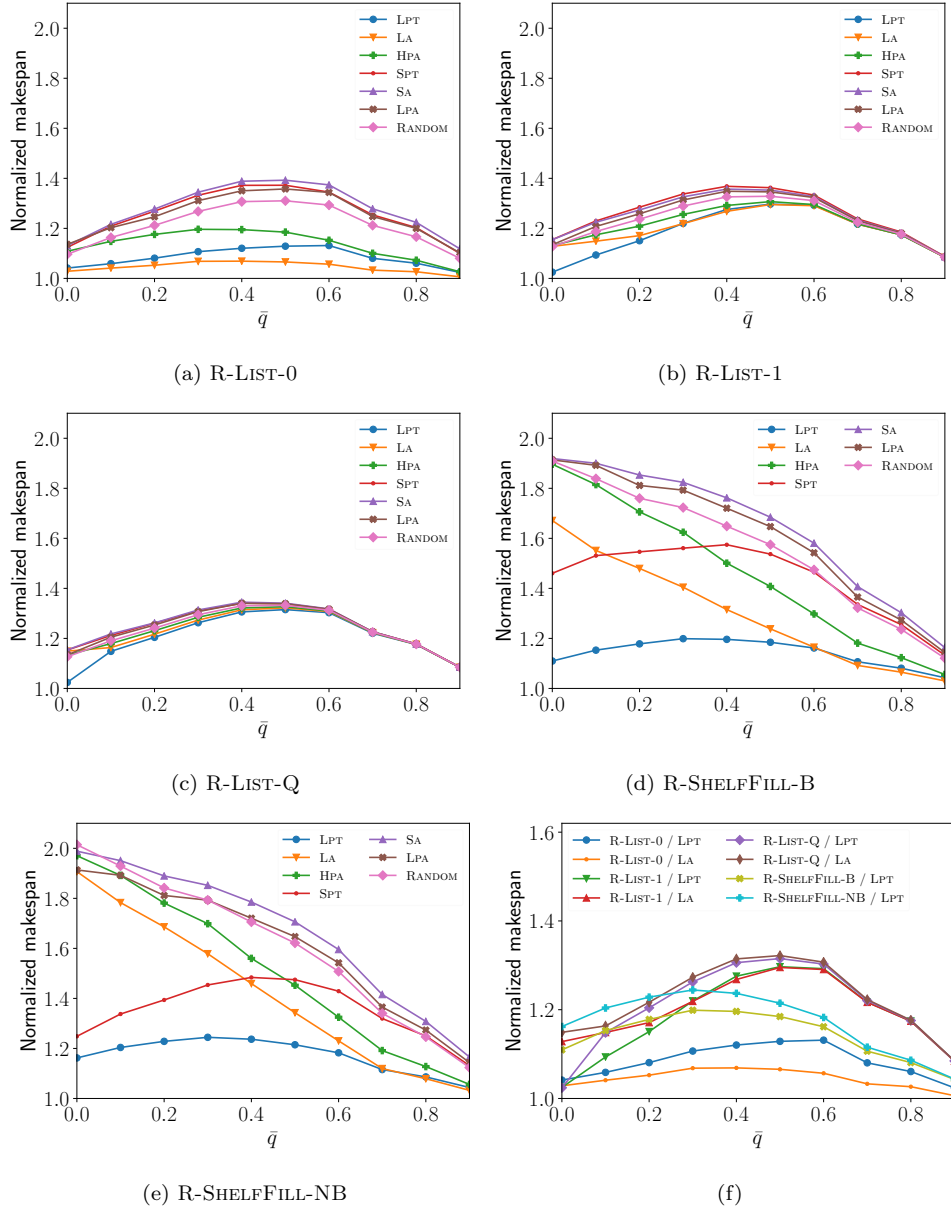 Normalized makespan
2.0
1.8
1.6
1.4
1.2
1.0
0.0 0.2 0.4 0.6 0.8
q̄
LPT
LA
HPA
SPT
SA
LPA
RANDOM
(a) R-LIST-0
Normalized makespan
2.0
1.8
1.6
1.4
1.2
1.0
0.0 0.2 0.4 0.6 0.8
q̄
LPT
LA
HPA
SPT
SA
LPA
RANDOM
(b) R-LIST-1
Normalized makespan
2.0
1.8
1.6
1.4
1.2
1.0
0.0 0.2 0.4 0.6 0.8
q̄
LPT
LA
HPA
SPT
SA
LPA
RANDOM
(c) R-LIST-Q
Normalized makespan
2.0
1.8
1.6
1.4
1.2
1.0
0.0 0.2 0.4 0.6 0.8
q̄
LPT SA
LA LPA
HPA RANDOM
SPT
(d) R-SHELFFILL-B
Normalized makespan
2.0
1.8
1.6
1.4
1.2
1.0
0.0 0.2 0.4 0.6 0.8
q̄
LPT SA
LA LPA
HPA RANDOM
SPT
(e) R-SHELFFILL-NB
Normalized makespan
1.6
1.4
1.2
1.0
0.0 0.2 0.4 0.6 0.8
q̄
R-LIST-0 / LPT R-LIST-Q / LPT
R-LIST-0 / LA R-LIST-Q / LA
R-LIST-1 / LPT R-SHELFFILL-B / LPT
R-LIST-1 / LA R-SHELFFILL-NB / LPT
(f)